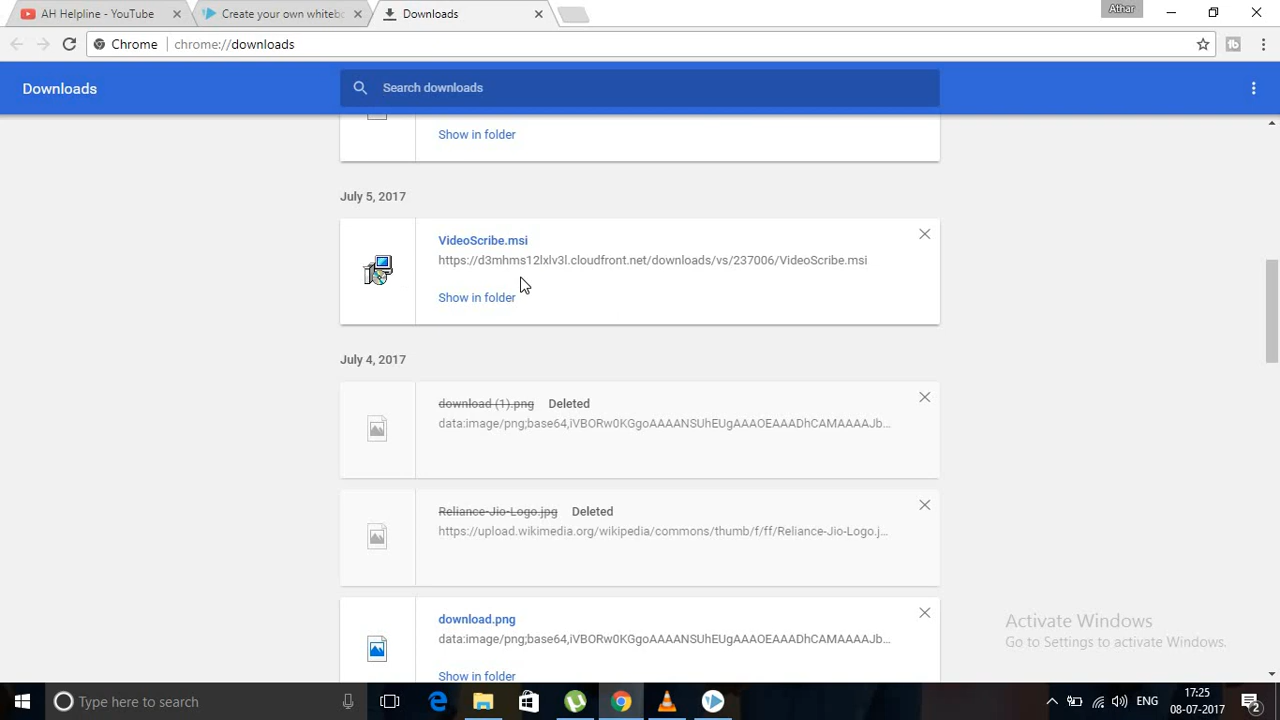 AH Helpline - YouTube
Create your own whiteb
Downloads
Athar
Chrome
chrome://downloads
Downloads
Search downloads
Show in folder
July 5, 2017
VideoScribe.msi
https://d3mhms12lxlv3l.cloudfront.net/downloads/vs/237006/VideoScribe.msi
Show in folder
July 4, 2017
download (1).png Deleted
data:image/png;base64,iVBORw0KGgoAAAANSUhEUgAAAOEAAADhCAMAAAAJb...
Reliance-Jio-Logo.jpg Deleted
https://upload.wikimedia.org/wikipedia/commons/thumb/f/ff/Reliance-Jio-Logo.j...
download.png
data:image/png;base64,iVBORw0KGgoAAAANSUhEUgAAAOEAAADhCAMAAAAJb...
Show in folder
Activate Windows
Go to Settings to activate Windows.
Type here to search
ENG
17:25
08-07-2017
2